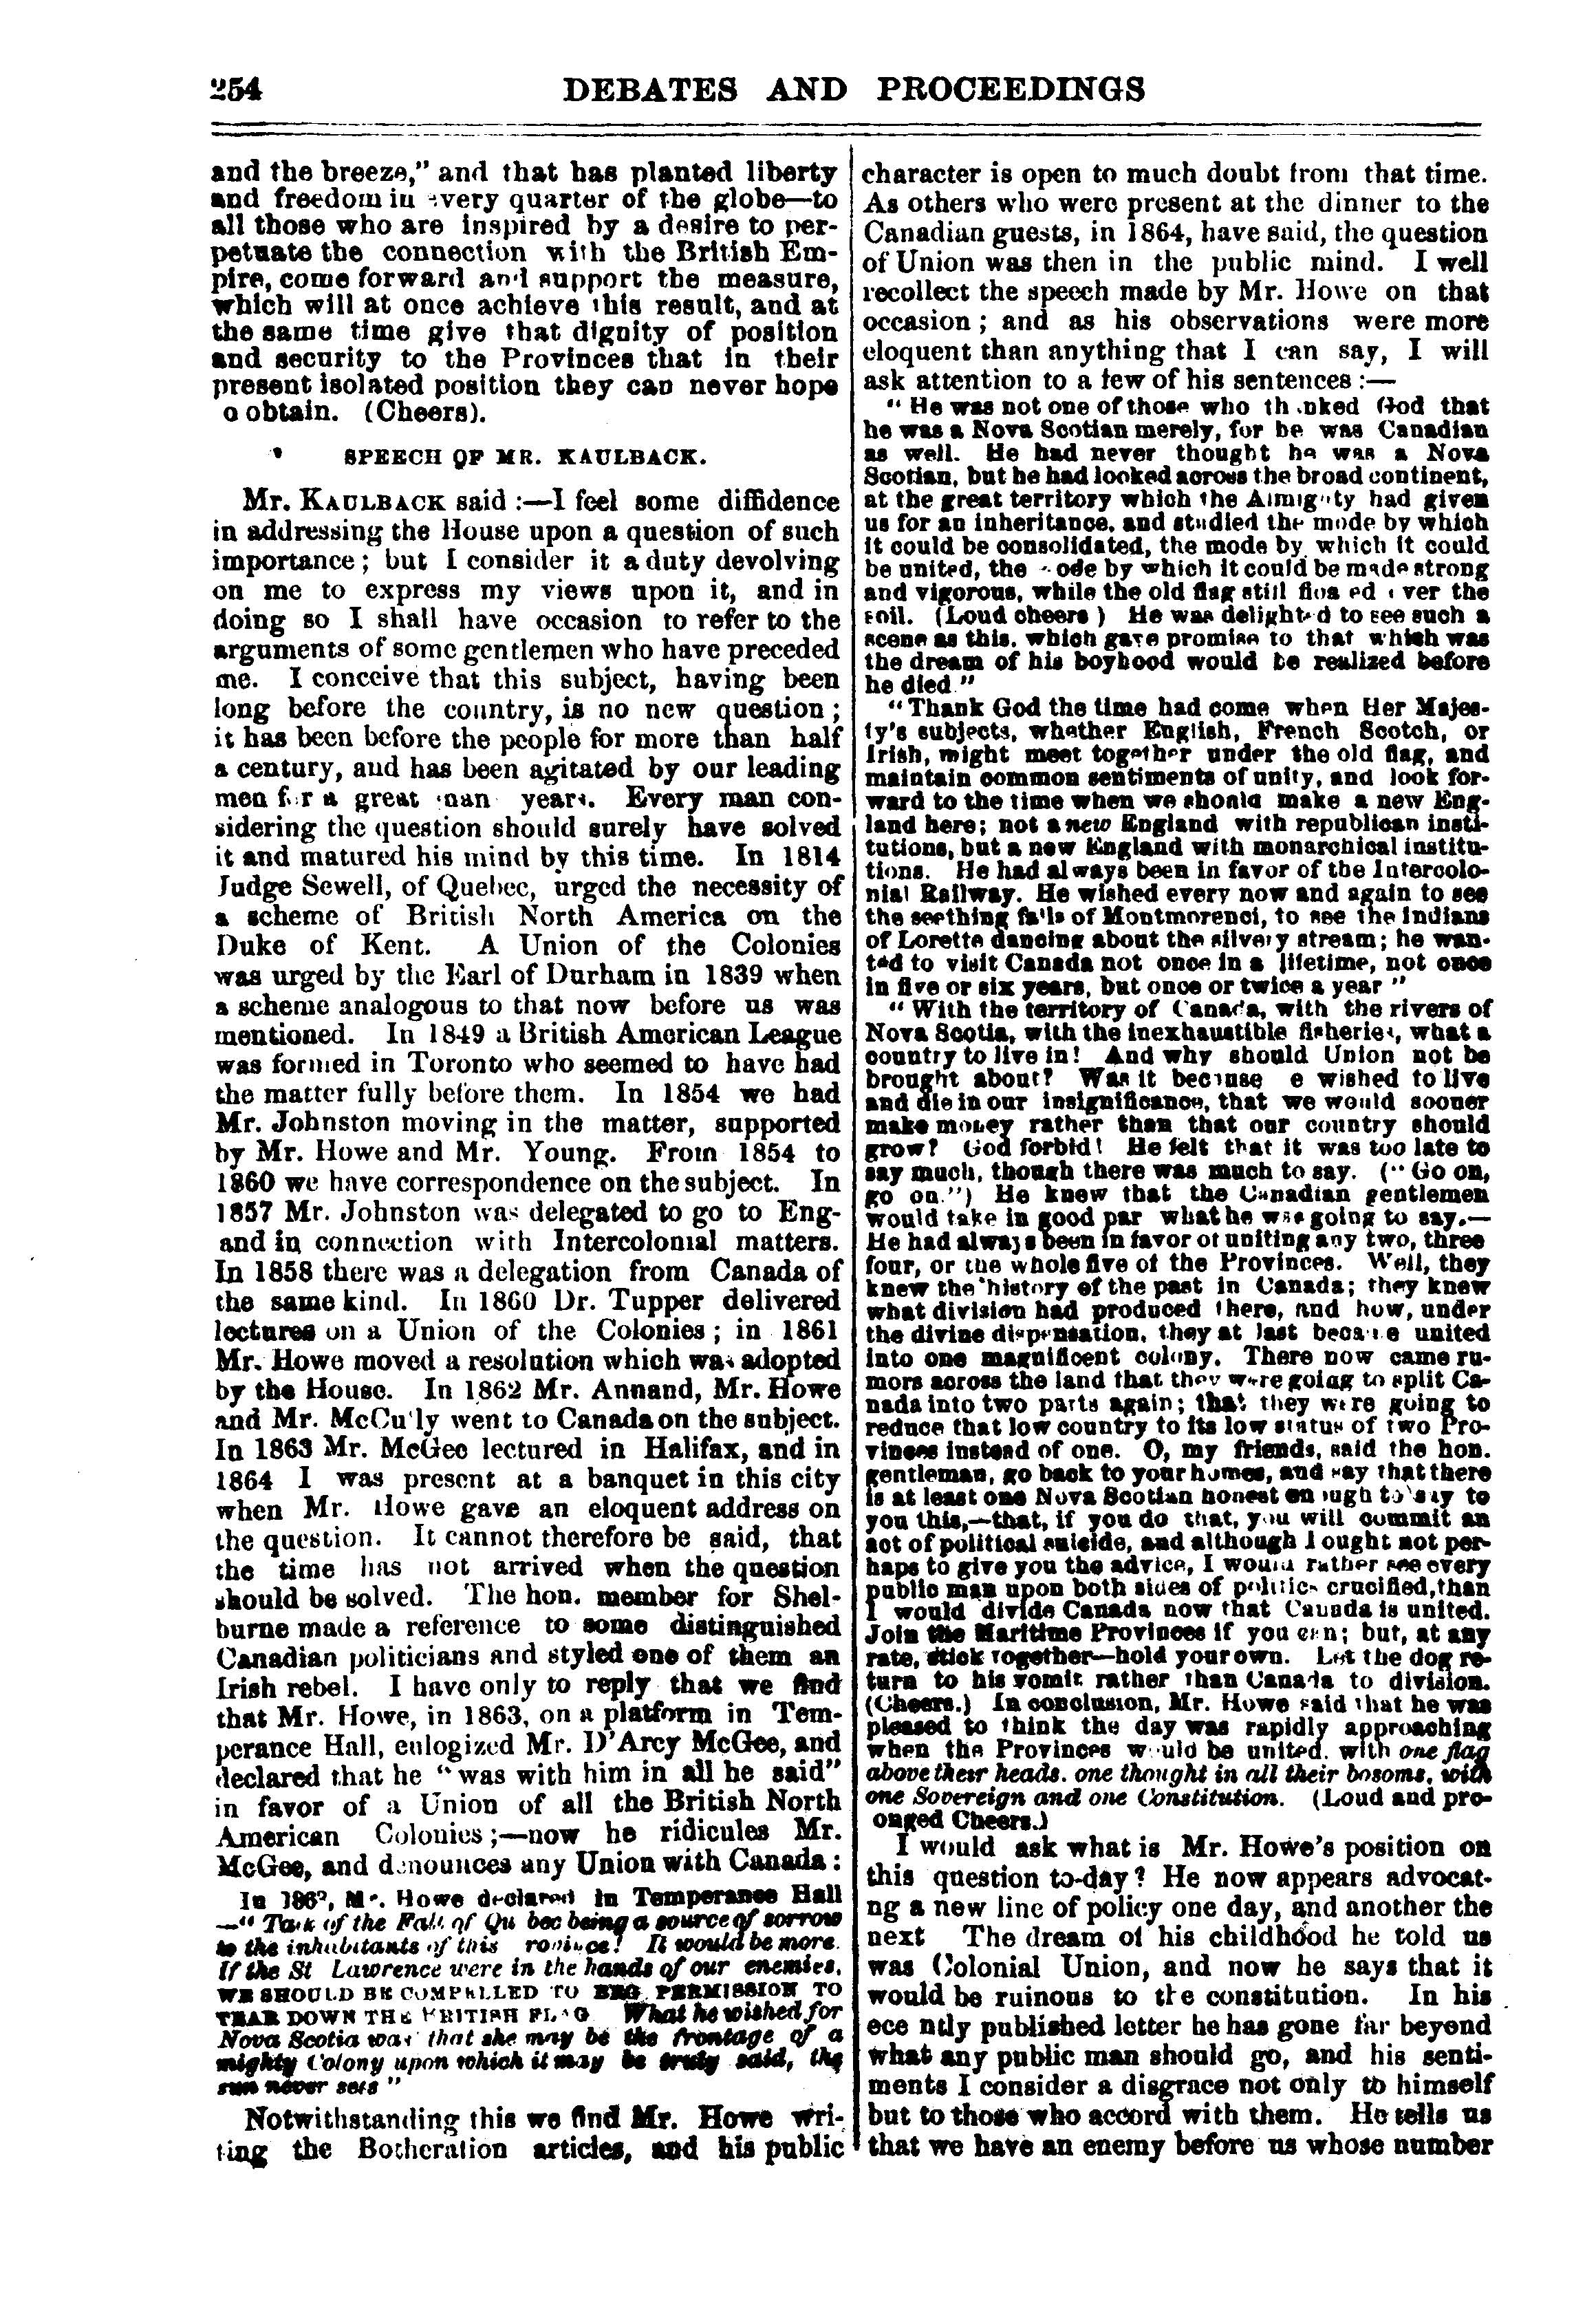 254 DEBATES AND PROCEEDINGS
and the breeze," and that has planted liberty
and freedom in every quarter of the globe—to
all those who are inspired by a desire to per-
petuate the connection with the British Em-
pire, come forward and support the measure,
which will at once achieve this result, and at
the same time give that dignity of position
and security to the Provinces that in their
present isolated position they can never hope
o obtain. (Cheers).
SPEECH OF MR. KAULBACK.
Mr. KAULBACK said :—I feel some diffidence
in addressing the House upon a question of such
importance; but I consider it a duty devolving
on me to express my views upon it, and in
doing so I shall have occasion to refer to the
arguments of some gentlemen who have preceded
me. I conceive that this subject, having been
long before the country, is no new question;
it has been before the people for more than half
a century, and has been agitated by our leading
men for a great man years. Every man con-
sidering the question should surely have solved
it and matured his mind by this time. In 1814
Judge Sewell, of Quebec, urged the necessity of
a scheme of British North America on the
Duke of Kent. A Union of the Colonies
was urged by the Earl of Durham in 1839 when
a scheme analogous to that now before us was
mentioned. In 1849 a British American League
was formed in Toronto who seemed to have had
the matter fully before them. In 1854 we had
Mr. Johnston moving in the matter, supported
by Mr. Howe and Mr. Young. From 1854 to
1860 we have correspondence on the subject. In
1857 Mr. Johnston was delegated to go to Eng-
and in connection with Intercolonial matters.
In 1858 there was a delegation from Canada of
the same kind. In 1860 Dr. Tupper delivered
lectures on a Union of the Colonies; in 1861
Mr. Howe moved a resolution which was adopted
by the House. In 1862 Mr. Annand, Mr. Howe
and Mr. McCully went to Canada on the subject.
In 1863 Mr. McGee lectured in Halifax, and in
1864 I was present at a banquet in this city
when Mr. Howe gave an eloquent address on
the question. It cannot therefore be said, that
the time has not arrived when the question
should be solved. The hon. member for Shel-
burne made a reference to some distinguished
Canadian politicians and styled one of them an
Irish rebel. I have only to reply that we find
that Mr. Howe, in 1863, on a platform in Tem-
perance Hall, eulogized Mr. D'Arcy McGee, and
declared that he "was with him in all he said"
in favor of a Union of all the British North
American Colonies;—now he ridicules Mr.
McGee, and denounces any Union with Canada:
In Mr. Howe declared in Temperance Hall
—"Talk of the Fall of Qu bec being a source of sorrow
to the inhabitants of this rovince! It would be more.
If the St Lawrence were in the hands of our enemies,
WE SHOULD BE COMPELLED TO BEG PERMISSION TO
TEAR DOWN THE BRITISH FLAG What he wished for
Nova Scotia was that she may be the frontage of a
mighty Colony upon which it may be truly said, the
sun never sets"
Notwithstanding this we find Mr. Howe wri-
ting the Botheration articles, and his public
character is open to much doubt from that time.
As others who were present at the dinner to the
Canadian guests, in 1864, have said, the question
of Union was then in the public mind. I well
recollect the speech made by Mr. Howe on that
occasion; and as his observations were more
eloquent than anything that I can say, I will
ask attention to a few of his sentences:—
"He was not one of those who thanked God that
he was a Nova Scotian merely, for he was Canadian
as well. He had never thought he was a Nova
Scotian, but he had looked across the broad continent,
at the great territory which the Almighty had given
us for an inheritance, and studied the mode by which
it could be consolidated, the mode by which it could
be united, the ode by which it could be made strong
and vigorous, while the old flag still floa ed over the
soil. (Loud cheers) He was delighted to see such a
scene as this, which gave promise to that which was
the dream of his boyhood would be realized before
he died."
"Thank God the time had come when Her Majes-
ty's subjects, whether English, French Scotch, or
Irish, might meet together under the old flag, and
maintain common sentiments of unity, and look for-
ward to the time when we should make a new Eng-
land here; not a new England with republican insti-
tutions, but a new England with monarchical institu-
tions. He had always been in favor of the Intercolo-
nial Railway. He wished every now and again to see
the seething falls of Montmorenci, to see the Indians
of Lorette dancing about the silvery stream; he wan-
ted to visit Canada not once in a lifetime, not once
in five or six years, but once or twice a year"
"With the territory of Canada, with the rivers of
Nova Scotia, with the inexhaustible fisheries, what a
country to live in! And why should Union not be
brought about? Was it because e wished to live
and die in our insignificance, that we would sooner
make money rather than that our country should
grow? God forbid! He felt that it was too late to
say much, though there was much to say. ("Go on,
go on.") He knew that the Canadian gentlemen
would take in good par what he was going to say.—
He had always been in favor of uniting any two, three
four, or the whole five of the Provinces. Well, they
knew the history of the past in Canada; they knew
what division had produced there, and how, under
the divine dispensation, they at last became united
into one magnificent colony. There now came ru-
mors across the land that they were going to split Ca-
nada into two parts again; that they were going to
reduce that low country to its low status of two Pro-
vinces instead of one. O, my friends, said the hon.
gentleman, go back to your homes, and say that there
is at least one Nova Scotian honest enough to say to
you this,—that, if you do that, you will commit an
act of political suicide, and although I ought not per-
haps to give you the advice, I would rather see every
public man upon both sides of politics crucified, than
I would divide Canada now that Canada is united.
Join the Maritime Provinces if you can; but, at any
rate, stick together—hold your own. Let the dog re-
turn to his vomit rather than Canada to division.
(Cheers.) In conclusion, Mr. Howe said that he was
pleased to think the day was rapidly approaching
when the Provinces would be united, with one flag
above their heads, one thought in all their bosoms, with
one Sovereign and one Constitution. (Loud and pro-
onged Cheers.)
I would ask what is Mr. Howe's position on
this question to-day? He now appears advocat-
ng a new line of policy one day, and another the
next The dream of his childhood he told us
was Colonial Union, and now he says that it
would be ruinous to the constitution. In his
ece ntly published letter he has gone far beyond
what any public man should go, and his senti-
ments I consider a disgrace not only to himself
but to those who accord with them. He tells us
that we have an enemy before us whose number